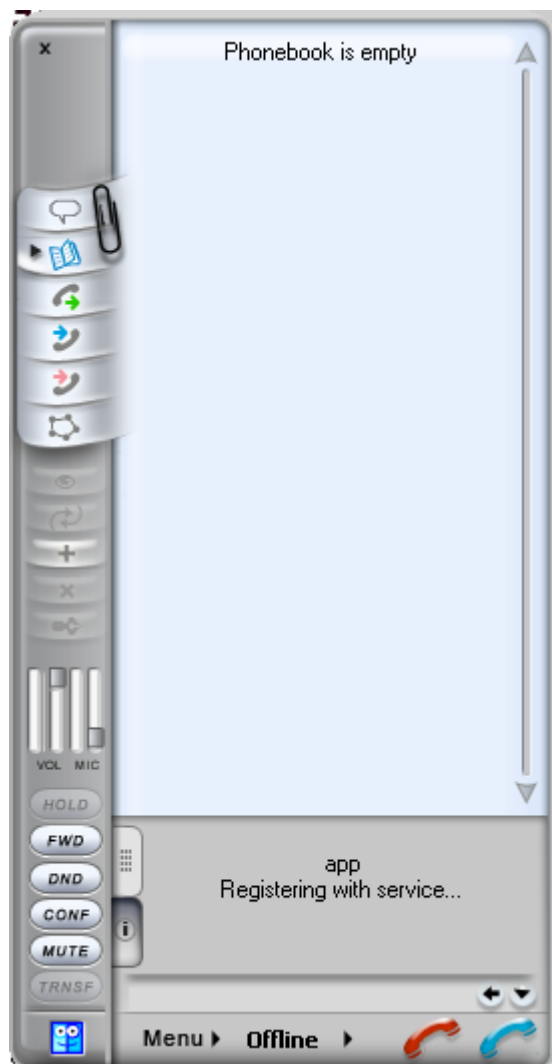 x
Phonebook is empty
VOL MIC
HOLD
FWD
DND
CONF
MUTE
TRNSF
app
Registering with service...
i
Menu Offline